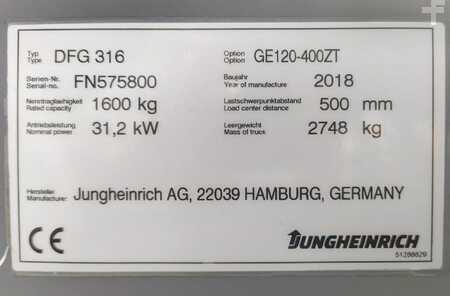 Typ Type DFG 316 Option Option GE120-400ZT
Serien-Nr. Serial-no. FN575800 Baujahr Year of manufacture 2018
Nenntragfaehigkeit Rated capacity 1600 kg Lastschwerpunktabstand Load center distance 500 mm
Antriebsleistung Nominal power 31,2 kW Leergewicht Mass of truck 2748 kg
Hersteller Manufacturer: Jungheinrich AG, 22039 HAMBURG, GERMANY
CE JUNGHEINRICH
51280829